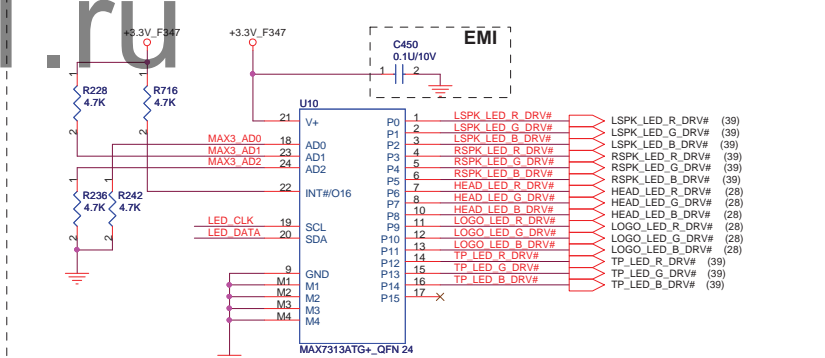 1.ru
+3.3V_F347 +3.3V_F347
EMI
C450
0.1U/10V
1 2
1 1
R228 R716
4.7K 4.7K
2 2
U10
21 V+ P0 1 LSPK_LED_R_DRV# LSPK_LED_R_DRV# (39)
P1 2 LSPK_LED_G_DRV# LSPK_LED_G_DRV# (39)
MAX3_AD0 18 AD0 P2 3 LSPK_LED_B_DRV# LSPK_LED_B_DRV# (39)
MAX3_AD1 23 AD1 P3 4 RSPK_LED_R_DRV# RSPK_LED_R_DRV# (39)
MAX3_AD2 24 AD2 P4 5 RSPK_LED_G_DRV# RSPK_LED_G_DRV# (39)
P5 6 RSPK_LED_B_DRV# RSPK_LED_B_DRV# (39)
22 INT#/O16 P6 7 HEAD_LED_R_DRV# HEAD_LED_R_DRV# (28)
P7 8 HEAD_LED_G_DRV# HEAD_LED_G_DRV# (28)
P8 10 HEAD_LED_B_DRV# HEAD_LED_B_DRV# (28)
1 1
R236 R242
4.7K 4.7K
2 2
LED_CLK 19 SCL P9 11 LOGO_LED_R_DRV# LOGO_LED_R_DRV# (28)
LED_DATA 20 SDA P10 12 LOGO_LED_G_DRV# LOGO_LED_G_DRV# (28)
P11 13 LOGO_LED_B_DRV# LOGO_LED_B_DRV# (28)
P12 14 TP_LED_R_DRV# TP_LED_R_DRV# (39)
9 GND P13 15 TP_LED_G_DRV# TP_LED_G_DRV# (39)
M1 M1 P14 16 TP_LED_B_DRV# TP_LED_B_DRV# (39)
M2 M2 P15 17
M3 M3
M4 M4
MAX7313ATG+_QFN 24